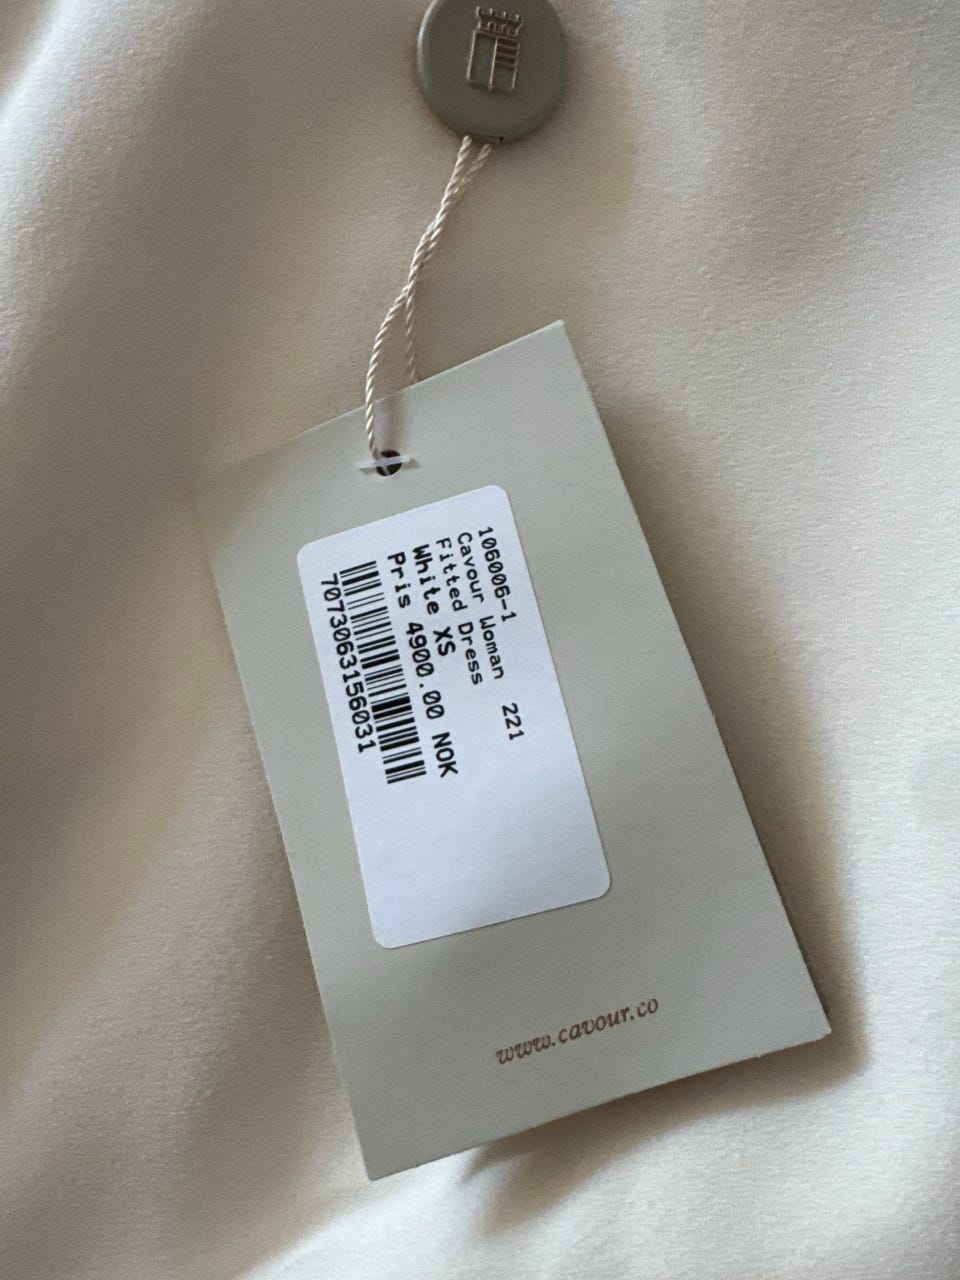 106006-1
Cavour Woman 221
Fitted Dress
White XS
Pris 4900.00 NOK
7073063156031
www.cavour.co